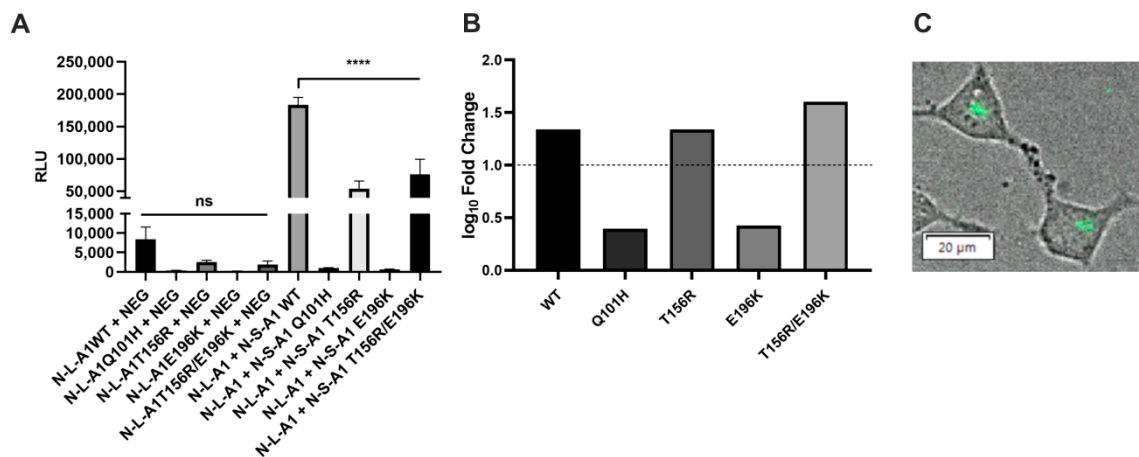 A
RLU
250,000
200,000
150,000
100,000
50,000
15,000
10,000
5,000
0
ns
****
N-L-A1WT + NEG
N-L-A1Q101H + NEG
N-L-A1T156R + NEG
N-L-A1E196K + NEG
N-L-A1T156R/E196K + NEG
N-L-A1 + N-S-A1 WT
N-L-A1 + N-S-A1 Q101H
N-L-A1 + N-S-A1 T156R
N-L-A1 + N-S-A1 E196K
N-L-A1 + N-S-A1 T156R/E196K
B
log10 Fold Change
2.0
1.5
1.0
0.5
0.0
WT
Q101H
T156R
E196K
T156R/E196K
C
20 µm